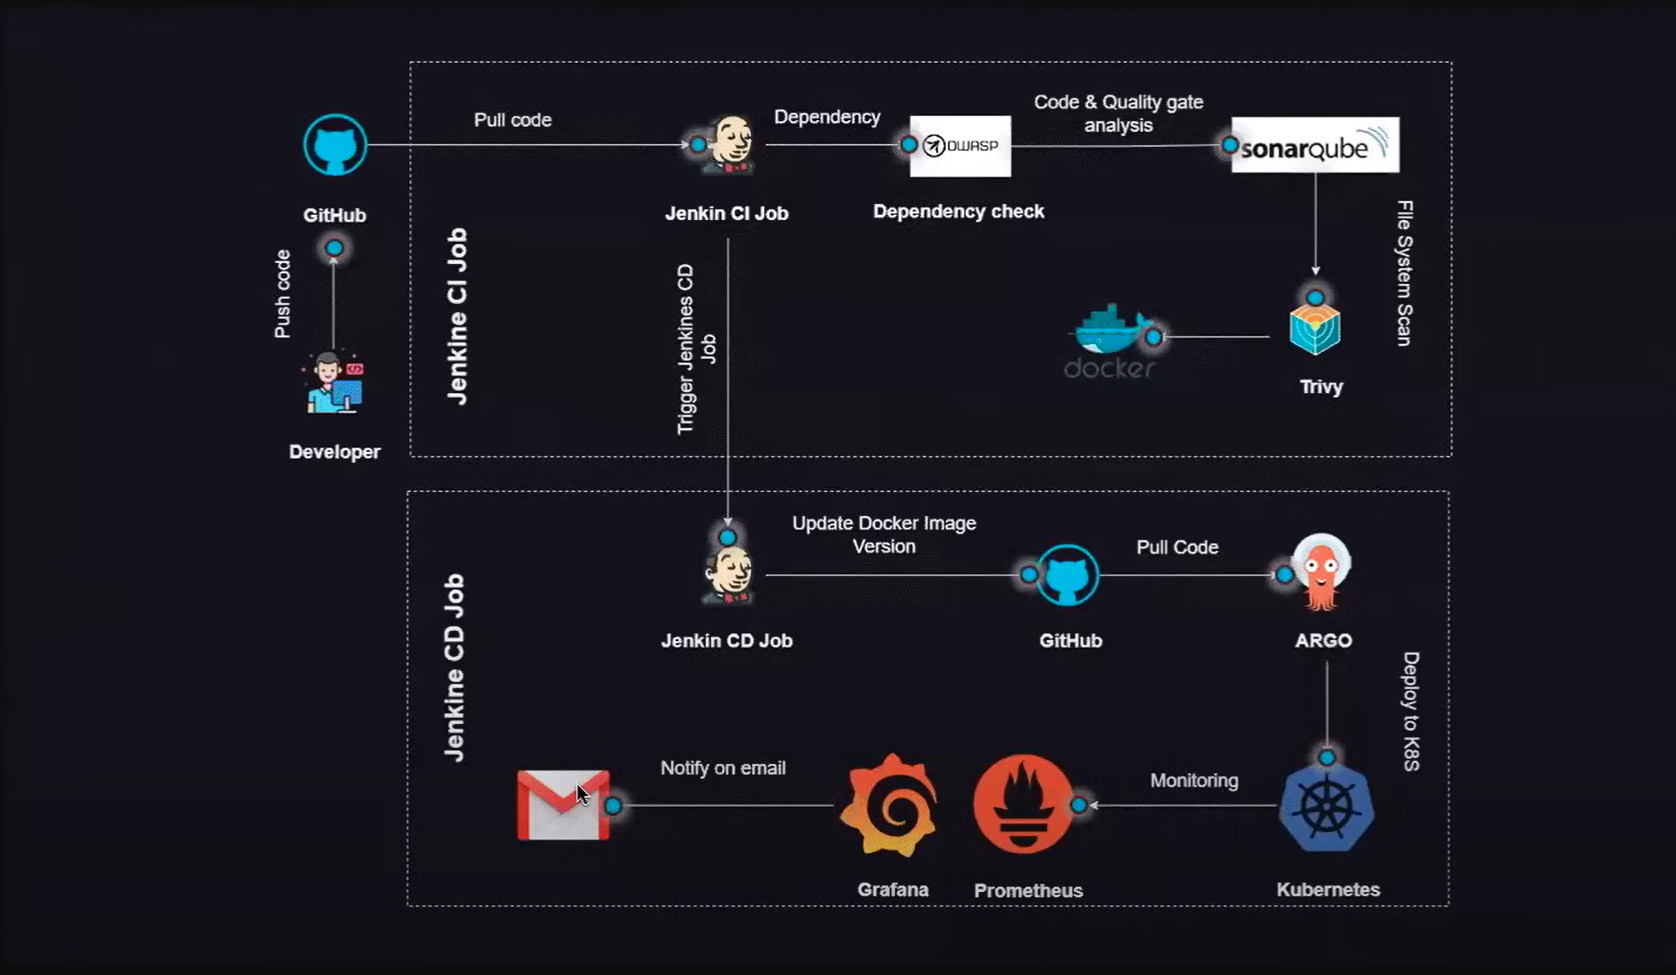 Code & Quality gate
analysis
Pull code
Dependency
OWASP
sonarqube
GitHub
Jenkin CI Job
Dependency check
Push code
Jenkine CI Job
Trigger Jenkines CD
Job
File System Scan
docker
Trivy
Developer
Update Docker Image
Version
Pull Code
Jenkin CD Job
GitHub
ARGO
Jenkine CD Job
Deploy to K8S
Notify on email
Monitoring
Grafana
Prometheus
Kubernetes